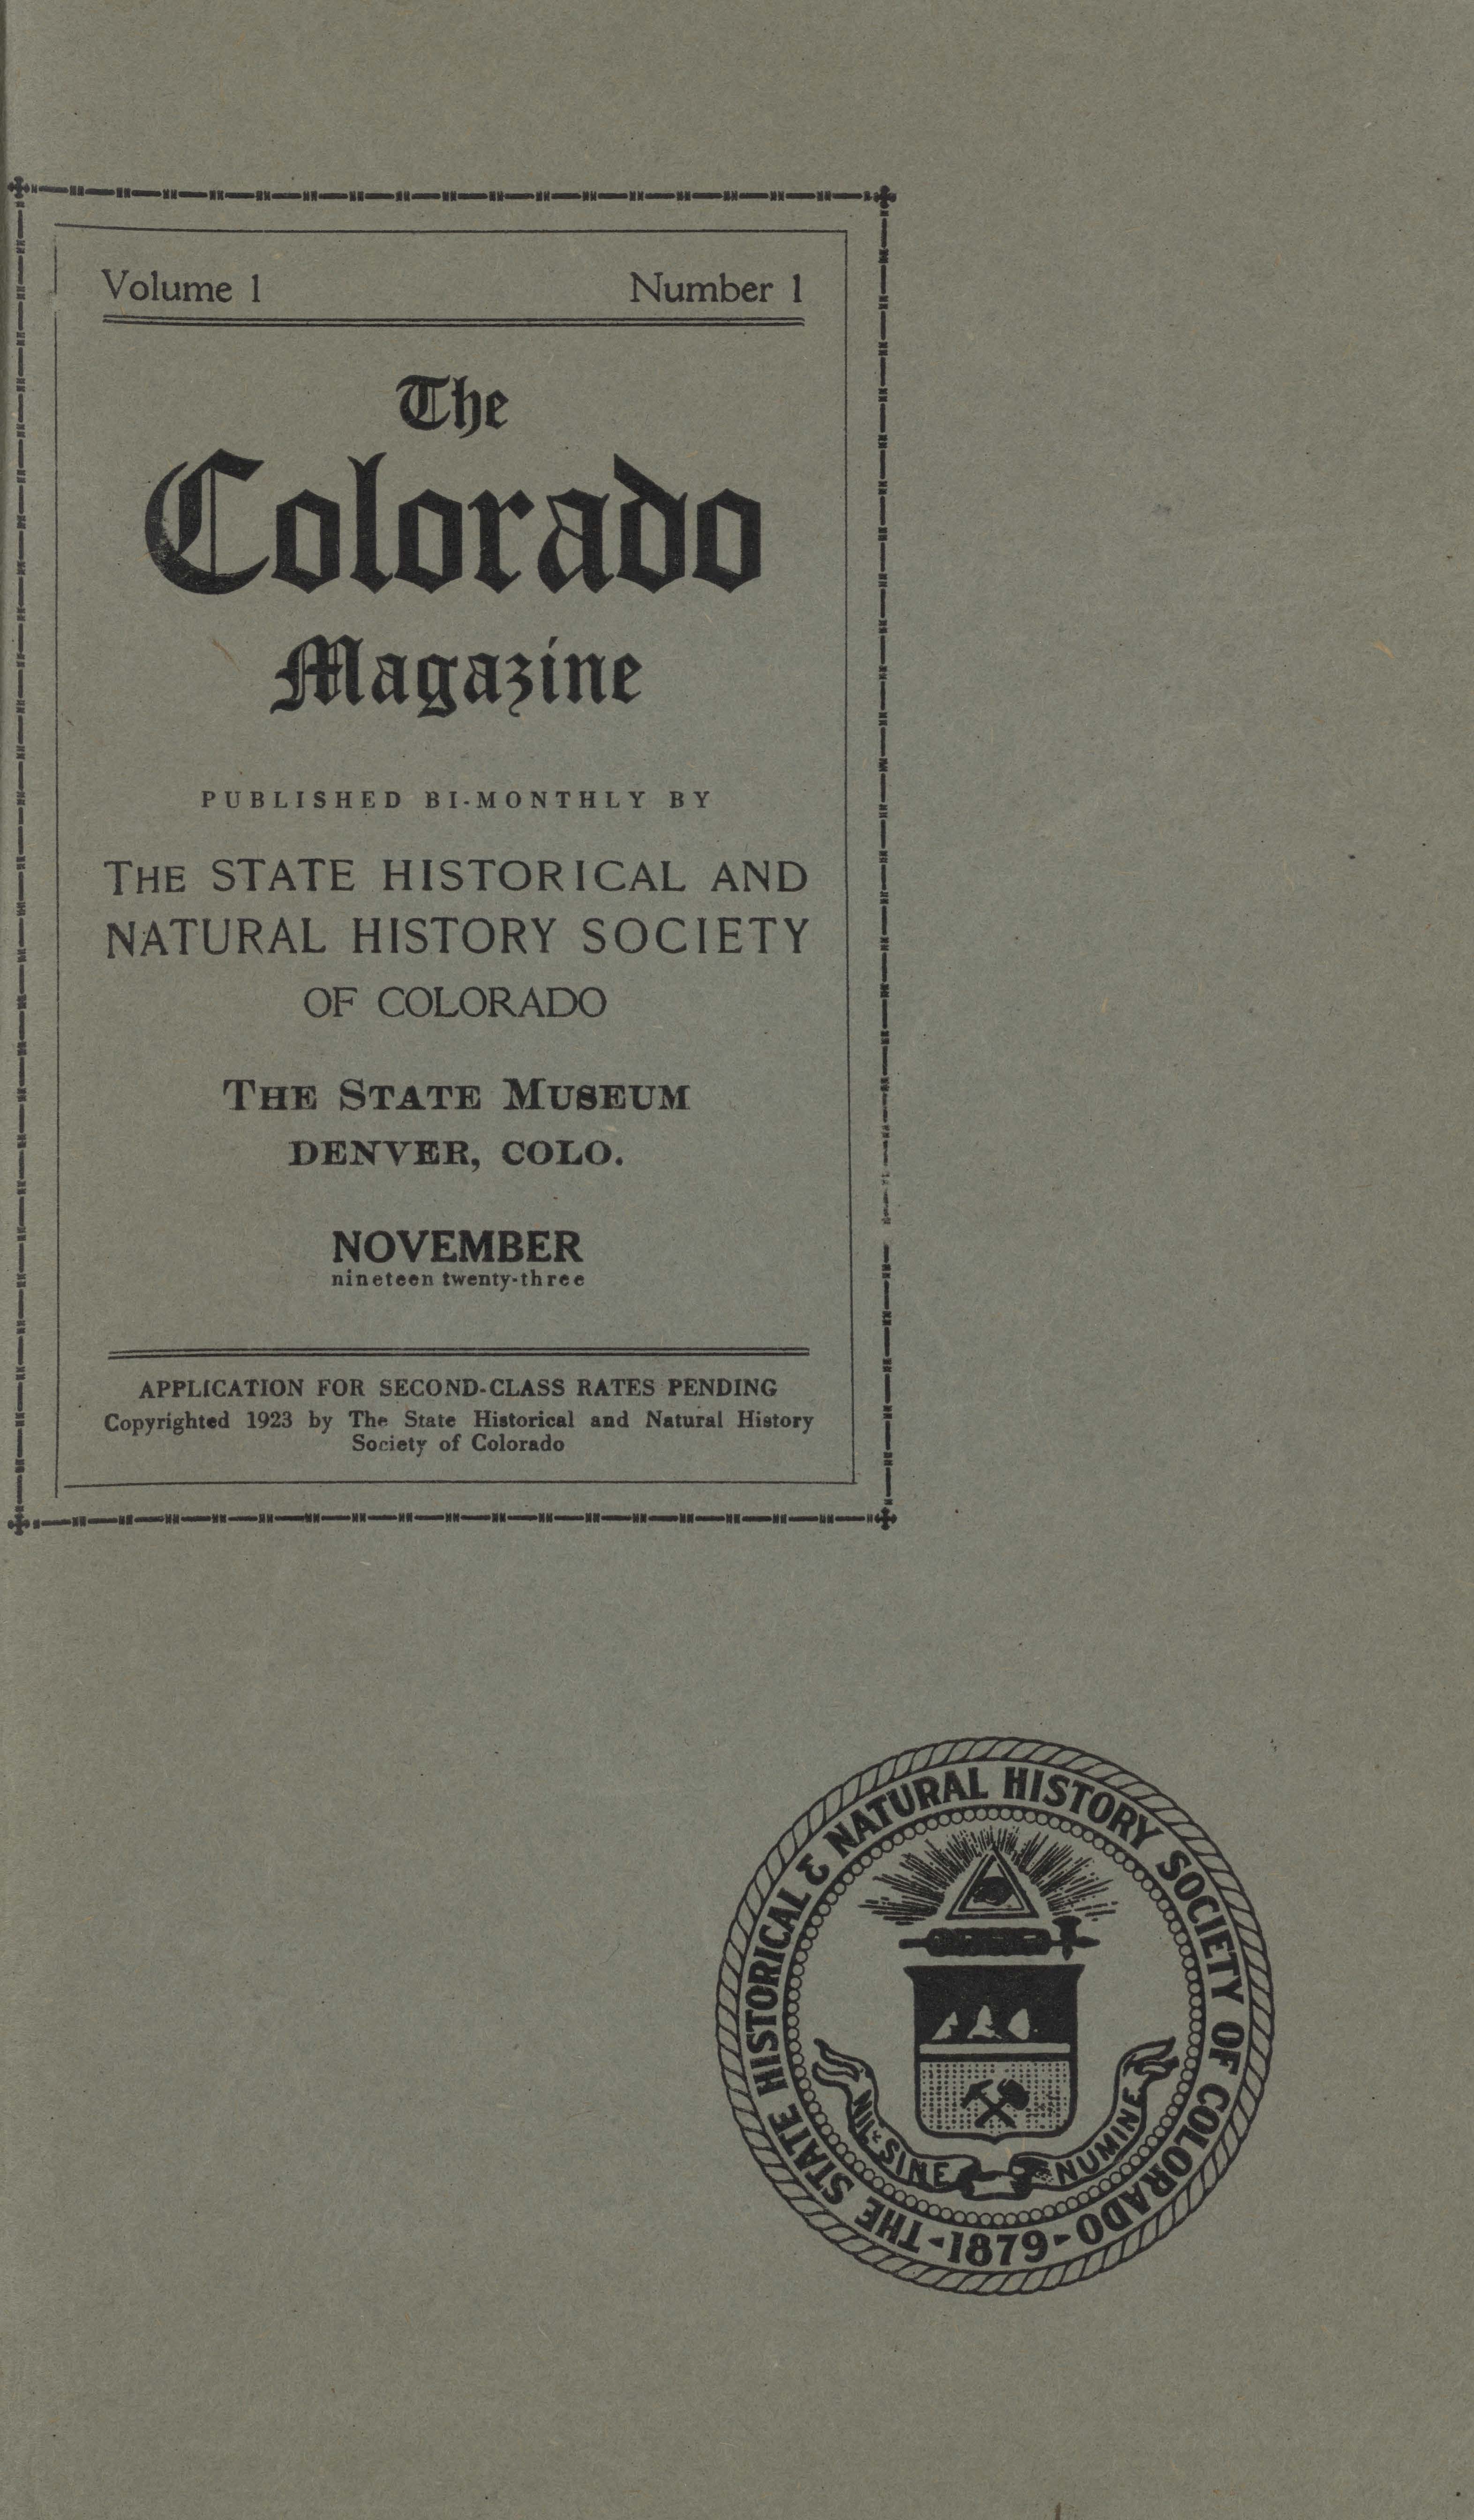 Volume 1 Number 1
The
Colorado
Magazine
PUBLISHED BI-MONTHLY BY
THE STATE HISTORICAL AND
NATURAL HISTORY SOCIETY
OF COLORADO
THE STATE MUSEUM
DENVER, COLO.
NOVEMBER
nineteen twenty-three
APPLICATION FOR SECOND-CLASS RATES PENDING
Copyrighted 1923 by The State Historical and Natural History
Society of Colorado
THE STATE HISTORICAL & NATURAL HISTORY SOCIETY OF COLORADO
-1879-
NIL SINE NUMINE